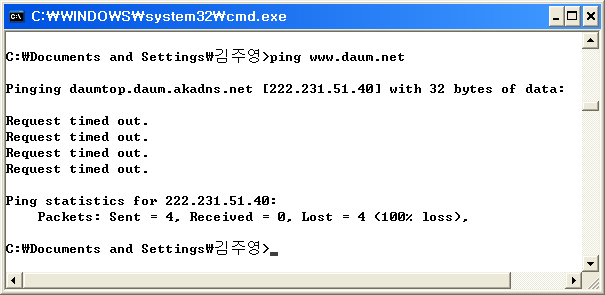 C:₩WINDOWS₩system32₩cmd.exe
C:₩Documents and Settings₩김주영>ping www.daum.net
Pinging daumtop.daum.akadns.net [222.231.51.40] with 32 bytes of data:
Request timed out.
Request timed out.
Request timed out.
Request timed out.
Ping statistics for 222.231.51.40:
Packets: Sent = 4, Received = 0, Lost = 4 (100% loss),
C:₩Documents and Settings₩김주영>_